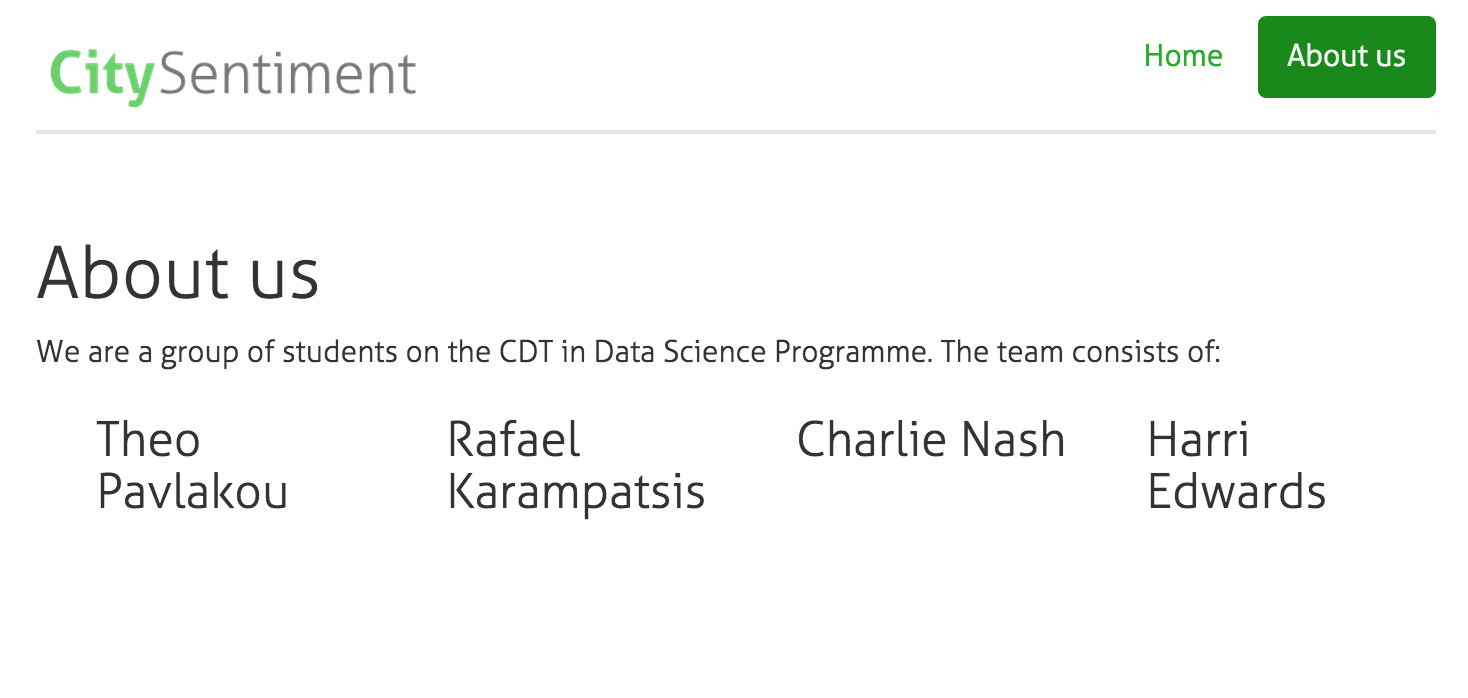 CitySentiment
Home
About us
About us
We are a group of students on the CDT in Data Science Programme. The team consists of:
Theo
Pavlakou
Rafael
Karampatsis
Charlie Nash
Harri
Edwards